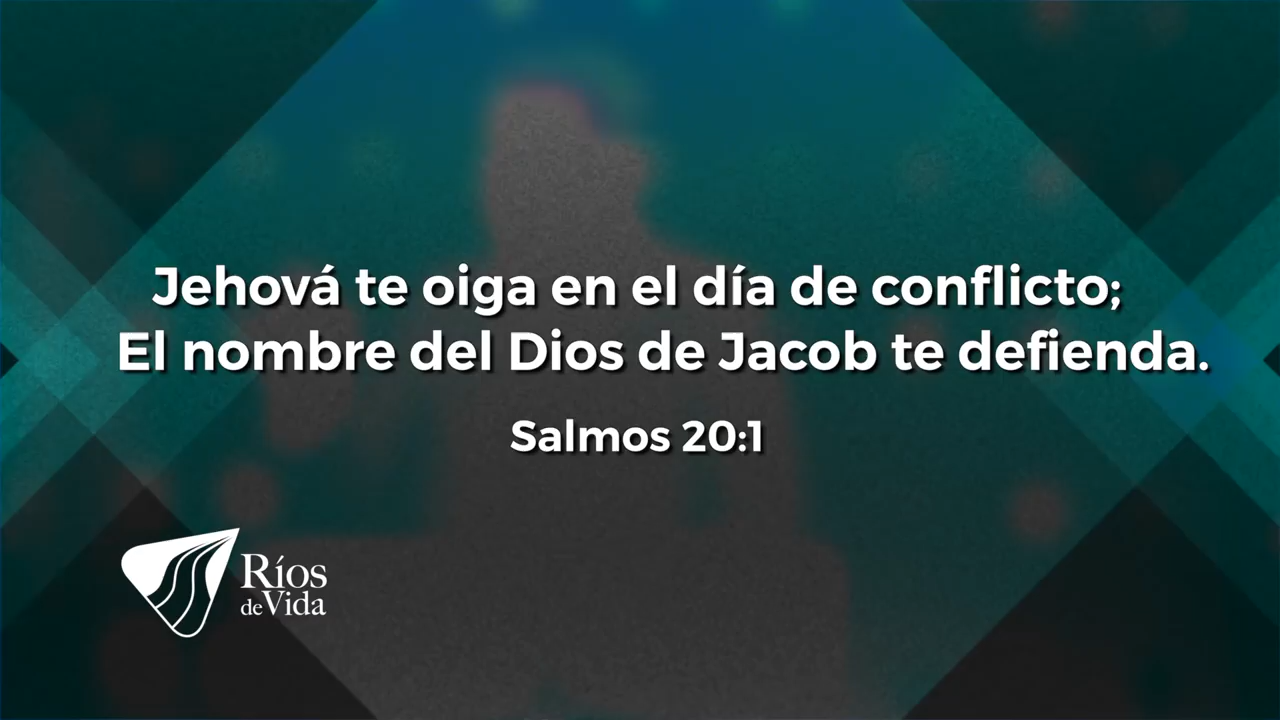 Jehová te oiga en el día de conflicto;
El nombre del Dios de Jacob te defienda.
Salmos 20:1
Ríos
de Vida